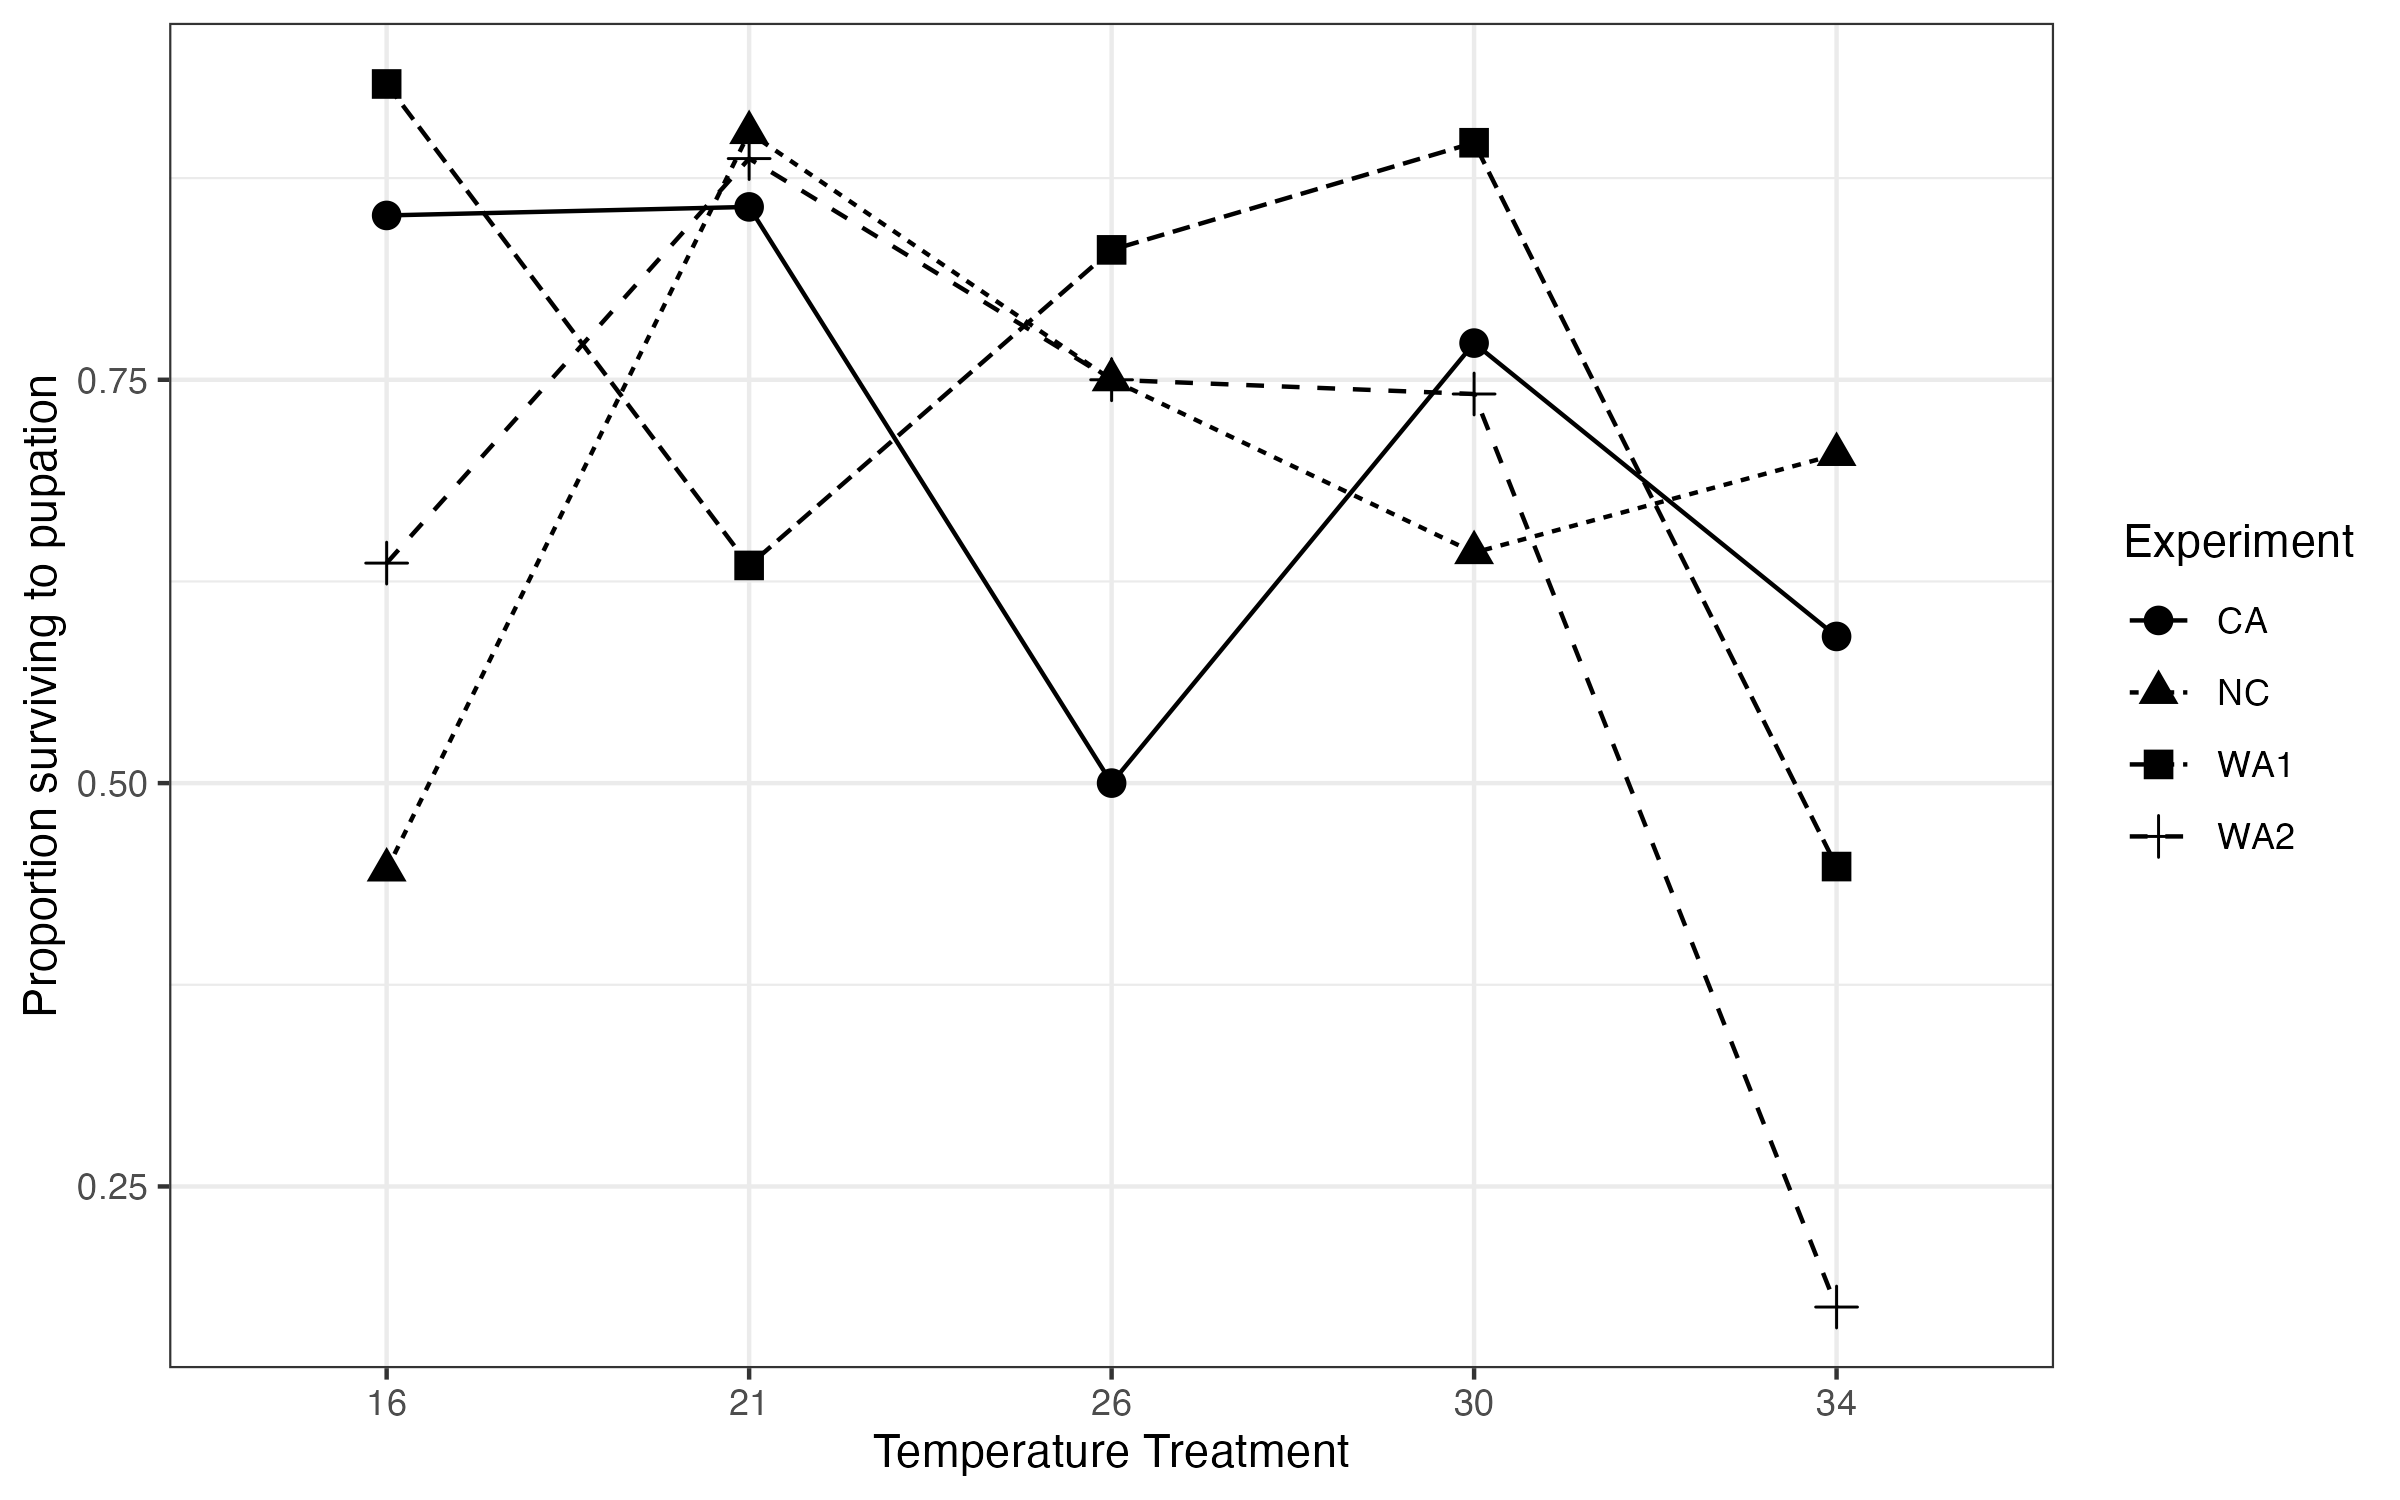 Proportion surviving to pupation
0.75
0.50
0.25
16
21
26
30
34
Temperature Treatment
Experiment
CA
NC
WA1
WA2